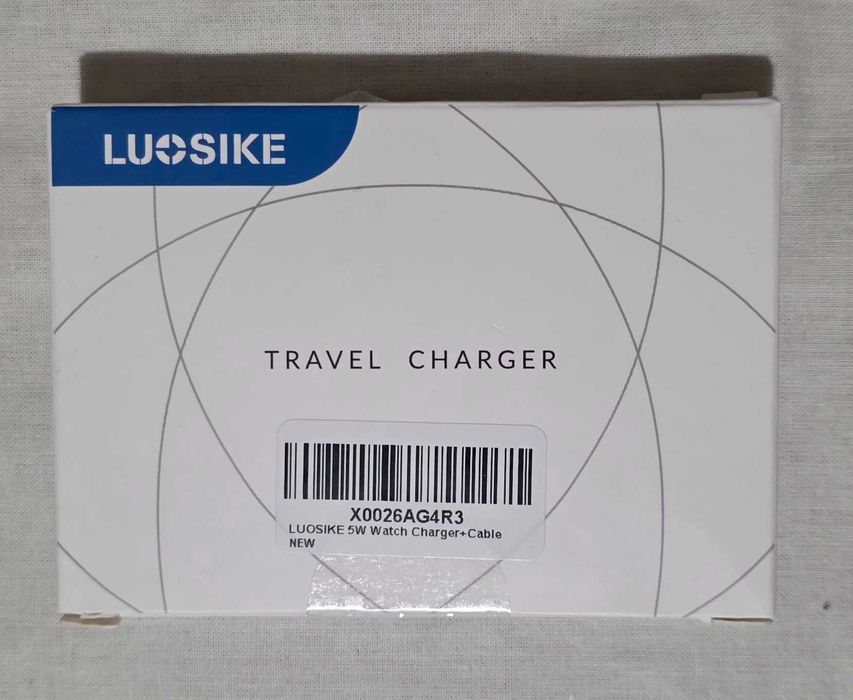 LUOSIKE
TRAVEL CHARGER
X0026AG4R3
LUOSIKE 5W Watch Charger+Cable
NEW